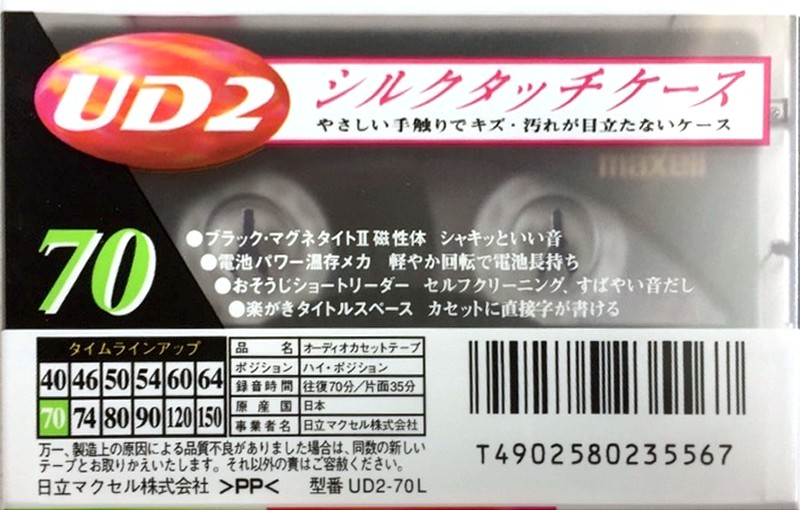 UD2
シルクタッチケース
やさしい手触りでキズ・汚れが目立たないケース
maxell
70
●ブラック・マグネタイトⅡ磁性体 シャキッといい音
●電池パワー温存メカ 軽やか回転で電池長持ち
●おそうじショートリーダー セルフクリーニング、すばやい音だし
●楽がきタイトルスペース カセットに直接字が書ける
タイムラインアップ
40 46 50 54 60 64
70 74 80 90 120 150
品名 オーディオカセットテープ
ポジション ハイ・ポジション
録音時間 往復70分/片面35分
原産国 日本
事業者名 日立マクセル株式会社
万一、製造上の原因による品質不良がありました場合は、同数の新しい
テープとお取りかえいたします。それ以外の責はご容赦ください。
日立マクセル株式会社 >PP< 型番 UD2-70L
T4902580235567